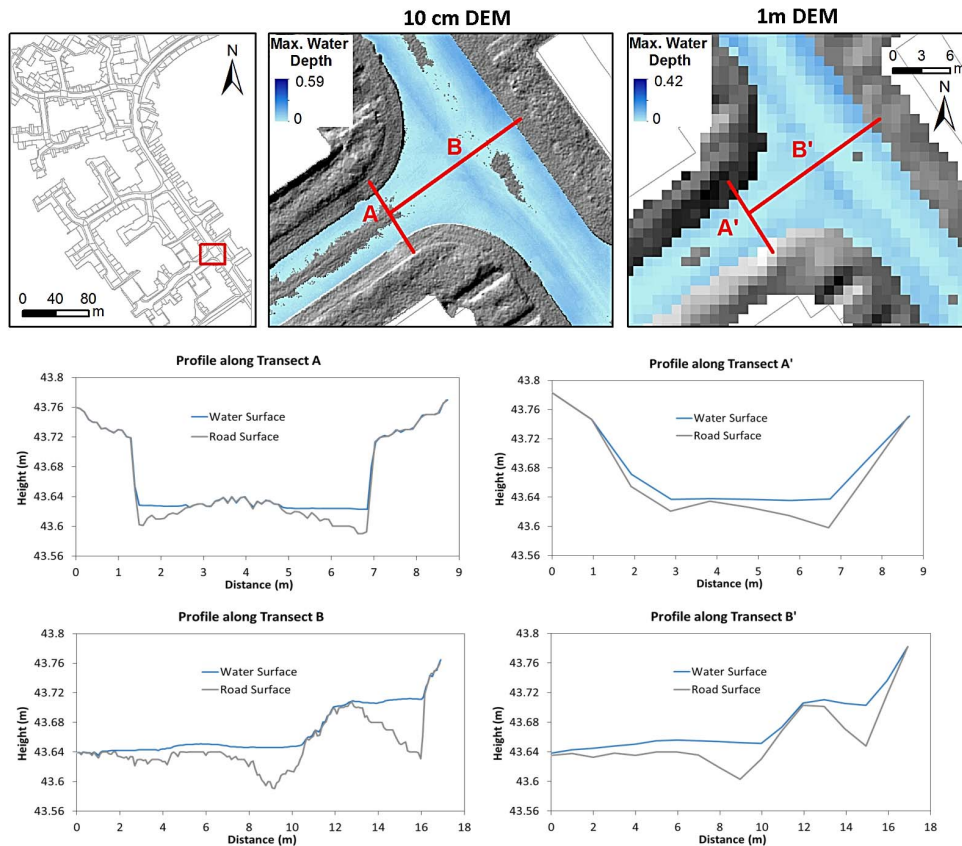 10 cm DEM
1m DEM
N
0 20 40 80
m
Max. Water
Depth
0.59
0
A
B
Max. Water
Depth
0.42
0
0 3 6
m
N
A'
B'
Profile along Transect A
Height (m)
43.8
43.76
43.72
43.68
43.64
43.6
43.56
Water Surface
Road Surface
0 1 2 3 4 5 6 7 8 9
Distance (m)
Profile along Transect A'
Height (m)
43.8
43.76
43.72
43.68
43.64
43.6
43.56
Water Surface
Road Surface
0 1 2 3 4 5 6 7 8 9
Distance (m)
Profile along Transect B
Height (m)
43.8
43.76
43.72
43.68
43.64
43.6
43.56
Water Surface
Road Surface
0 2 4 6 8 10 12 14 16 18
Distance (m)
Profile along Transect B'
Height (m)
43.8
43.76
43.72
43.68
43.64
43.6
43.56
Water Surface
Road Surface
0 2 4 6 8 10 12 14 16 18
Distance (m)